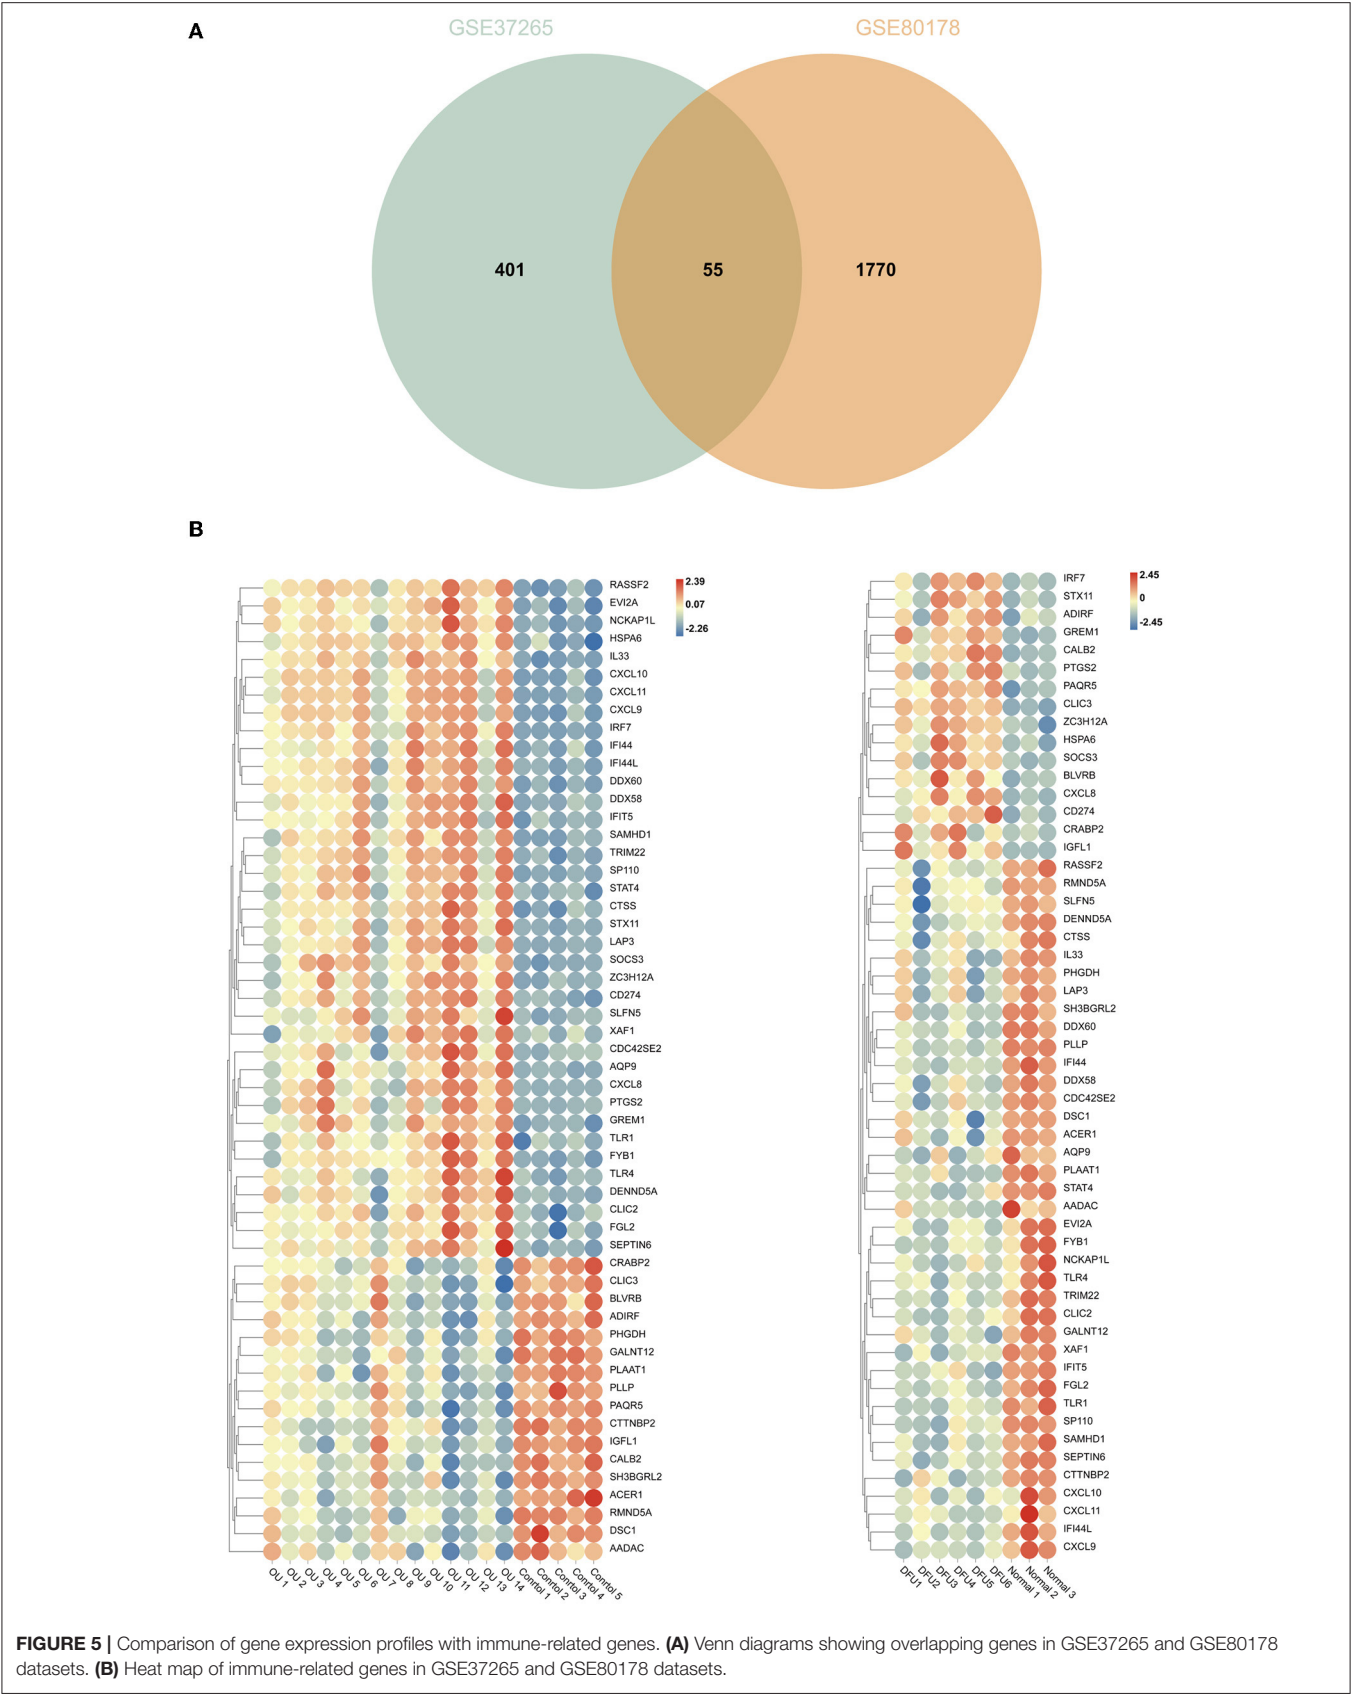 A
GSE37265
GSE80178
401
55
1770
B
RASSF2
EVI2A
NCKAP1L
HSPA6
IL33
CXCL10
CXCL11
CXCL9
IRF7
IFI44
IFI44L
DDX60
DDX58
IFIT5
SAMHD1
TRIM22
SP110
STAT4
CTSS
STX11
LAP3
SOCS3
ZC3H12A
CD274
SLFN5
XAF1
CDC42SE2
AQP9
CXCL8
PTGS2
GREM1
TLR1
FYB1
TLR4
DENND5A
CLIC2
FGL2
SEPTIN6
CRABP2
CLIC3
BLVRB
ADIRF
PHGDH
GALNT12
PLAAT1
PLLP
PAQR5
CTTNBP2
IGFL1
CALB2
SH3BGRL2
ACER1
RMND5A
DSC1
AADAC
2.39
0.07
-2.26
OU 1
OU 2
OU 3
OU 4
OU 5
OU 6
OU 7
OU 8
OU 9
OU 10
OU 11
OU 12
OU 13
OU 14
Conrtol 1
Conrtol 2
Conrtol 3
Conrtol 4
Conrtol 5
IRF7
STX11
ADIRF
GREM1
CALB2
PTGS2
PAQR5
CLIC3
ZC3H12A
HSPA6
SOCS3
BLVRB
CXCL8
CD274
CRABP2
IGFL1
RASSF2
RMND5A
SLFN5
DENND5A
CTSS
IL33
PHGDH
LAP3
SH3BGRL2
DDX60
PLLP
IFI44
DDX58
CDC42SE2
DSC1
ACER1
AQP9
PLAAT1
STAT4
AADAC
EVI2A
FYB1
NCKAP1L
TLR4
TRIM22
CLIC2
GALNT12
XAF1
IFIT5
FGL2
TLR1
SP110
SAMHD1
SEPTIN6
CTTNBP2
CXCL10
CXCL11
IFI44L
CXCL9
2.45
0
-2.45
DFU1
DFU2
DFU3
DFU4
DFU5
DFU6
Normal 1
Normal 2
Normal 3
FIGURE 5 | Comparison of gene expression profiles with immune-related genes. (A) Venn diagrams showing overlapping genes in GSE37265 and GSE80178
datasets. (B) Heat map of immune-related genes in GSE37265 and GSE80178 datasets.